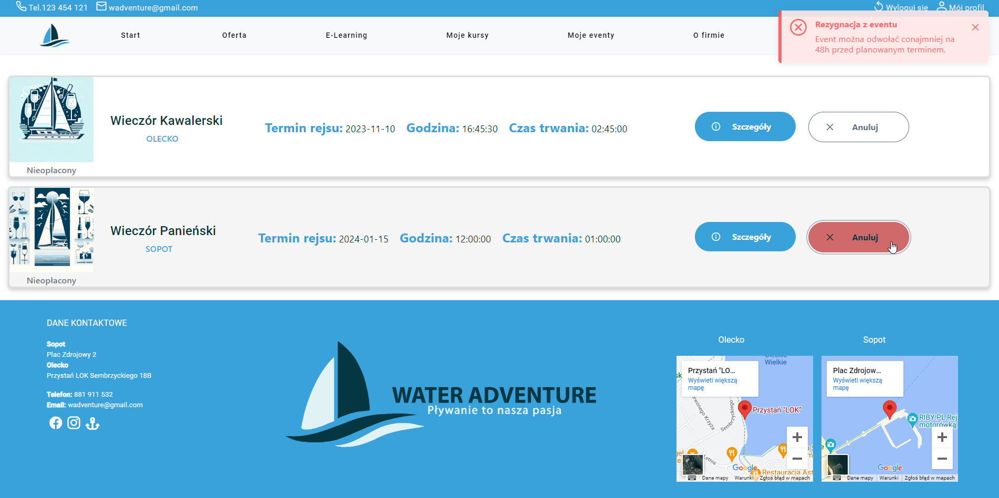 Tel.123 454 121 wadventure@gmail.com Wyloguj się Mój profil
Start Oferta E-Learning Moje kursy Moje eventy O firmie
Rezygnacja z eventu
Event można odwołać conajmniej na
48h przed planowanym terminem.
Wieczór Kawalerski
OLECKO
Termin rejsu: 2023-11-10 Godzina: 16:45:30 Czas trwania: 02:45:00
Szczegóły Anuluj
Nieopłacony
Wieczór Panieński
SOPOT
Termin rejsu: 2024-01-15 Godzina: 12:00:00 Czas trwania: 01:00:00
Szczegóły Anuluj
Nieopłacony
DANE KONTAKTOWE
Sopot
Plac Zdrojowy 2
Olecko
Przystań LOK Sembrzyckiego 18B
Telefon: 881 911 532
Email: wadventure@gmail.com
WATER ADVENTURE
Pływanie to nasza pasja
Olecko
Wielkie
Przystań "LO...
Wyświetl większą
mapę
Przystań "LOK"
Sembrzyckiego
Letnia
Google
Restauracja Ast
Dane mapy Warunki Zgłoś błąd w mapach
Sopot
Plac Zdrojow...
Wyświetl większą
mapę
RIBY.PL Rej
motorówką
Google
Dane mapy Warunki Zgłoś błąd w mapach